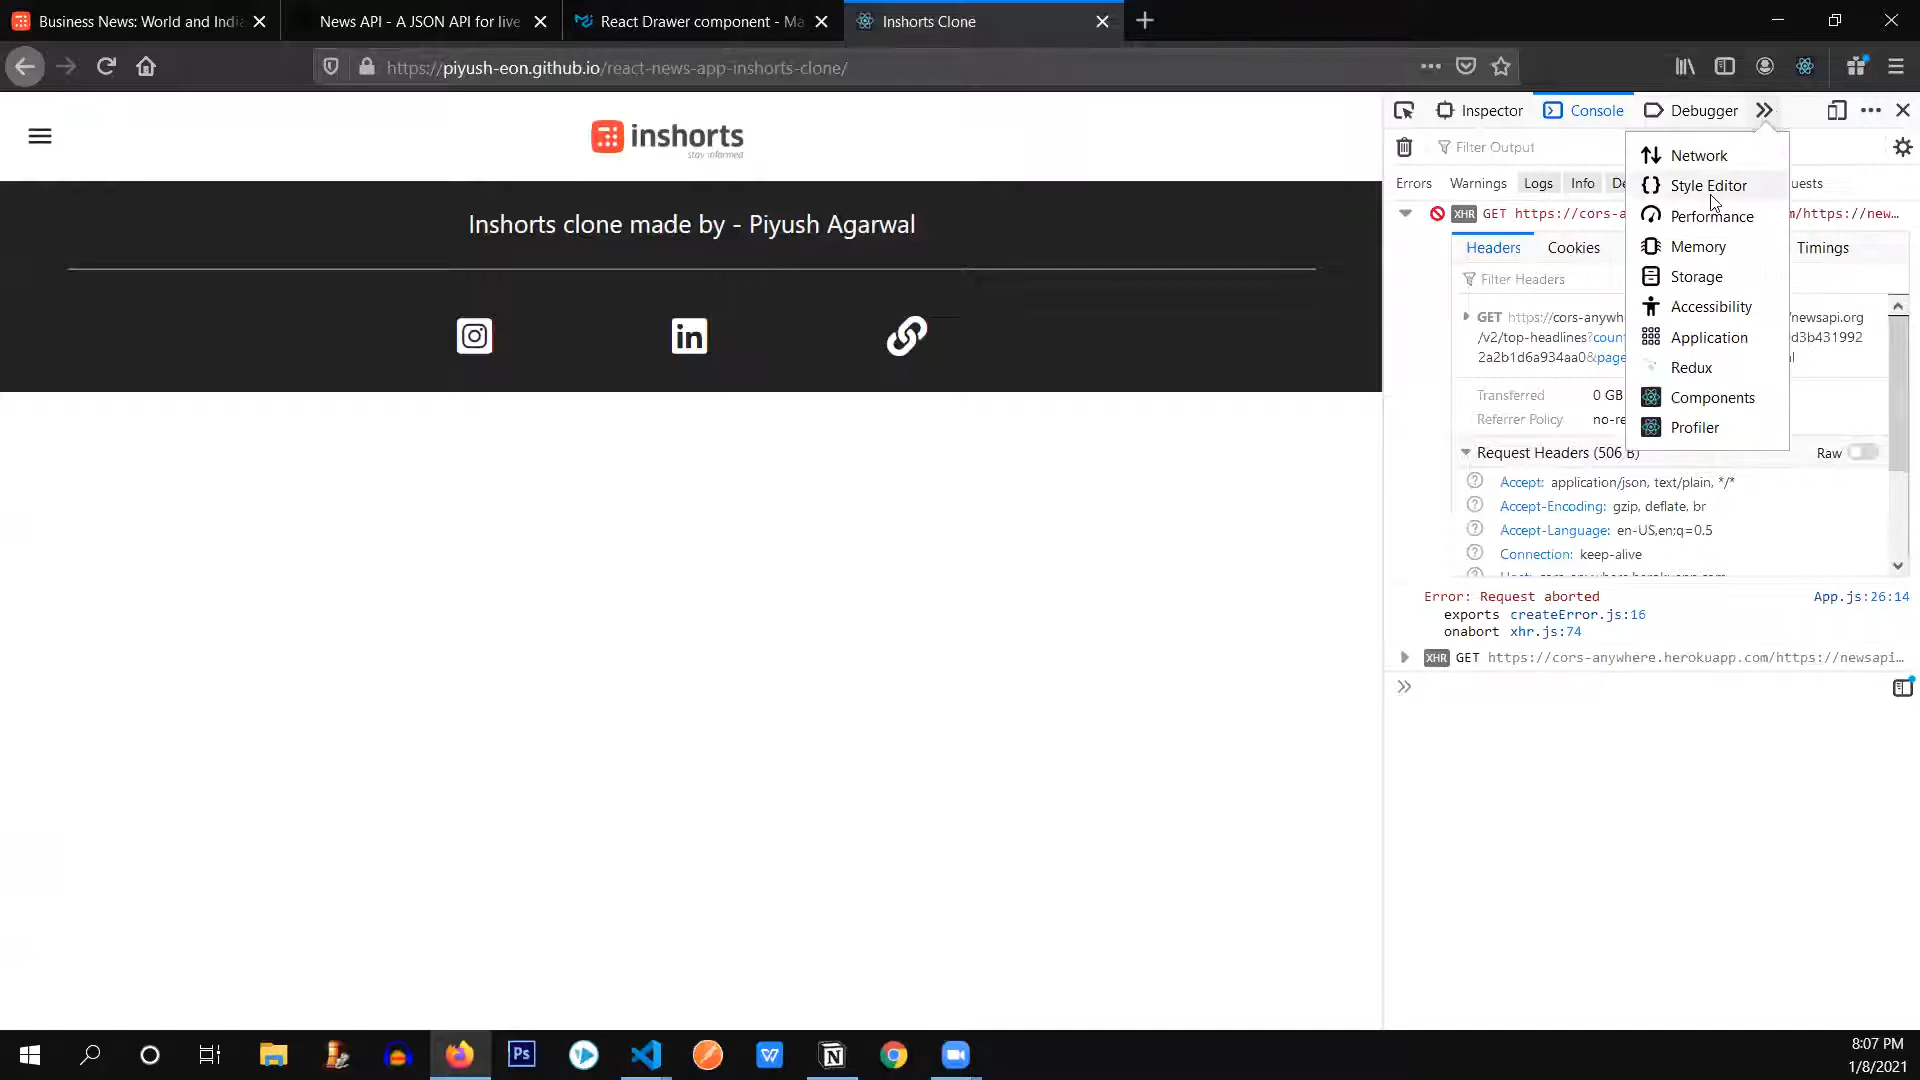 Business News: World and Indi
News API - A JSON API for live
React Drawer component - Ma
Inshorts Clone
https://piyush-eon.github.io/react-news-app-inshorts-clone/
inshorts
stay informed
Inshorts clone made by - Piyush Agarwal
in
Inspector
Console
Debugger
Filter Output
Errors
Warnings
Logs
Info
De
uests
Network
Style Editor
Performance
Memory
Storage
Accessibility
Application
Redux
Components
Profiler
XHR GET https://cors-a
m/https://new…
Headers
Cookies
Timings
Filter Headers
GET https://cors-anywhe
/newsapi.org
/v2/top-headlines?coun
d3b431992
2a2b1d6a934aa0&page
Transferred 0 GB
Referrer Policy no-re
Request Headers (506 B)
Raw
Accept: application/json, text/plain, */*
Accept-Encoding: gzip, deflate, br
Accept-Language: en-US,en;q=0.5
Connection: keep-alive
Error: Request aborted
App.js:26:14
exports createError.js:16
onabort xhr.js:74
XHR GET https://cors-anywhere.herokuapp.com/https://newsapi…
Ps
W
N
8:07 PM
1/8/2021